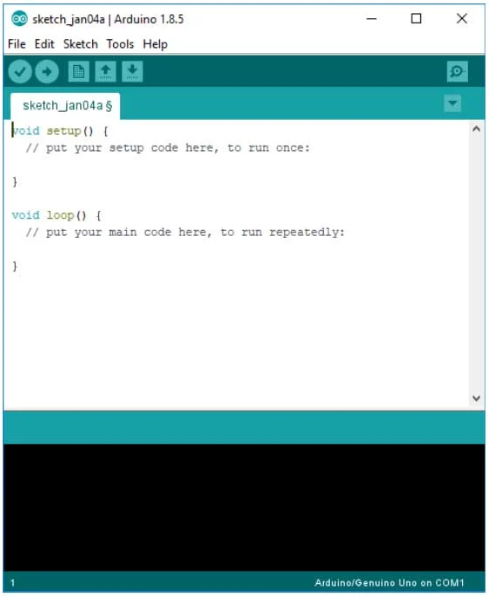 sketch_jan04a | Arduino 1.8.5
File Edit Sketch Tools Help
sketch_jan04a §
void setup() {
  // put your setup code here, to run once:
}
void loop() {
  // put your main code here, to run repeatedly:
}
1 Arduino/Genuino Uno on COM1